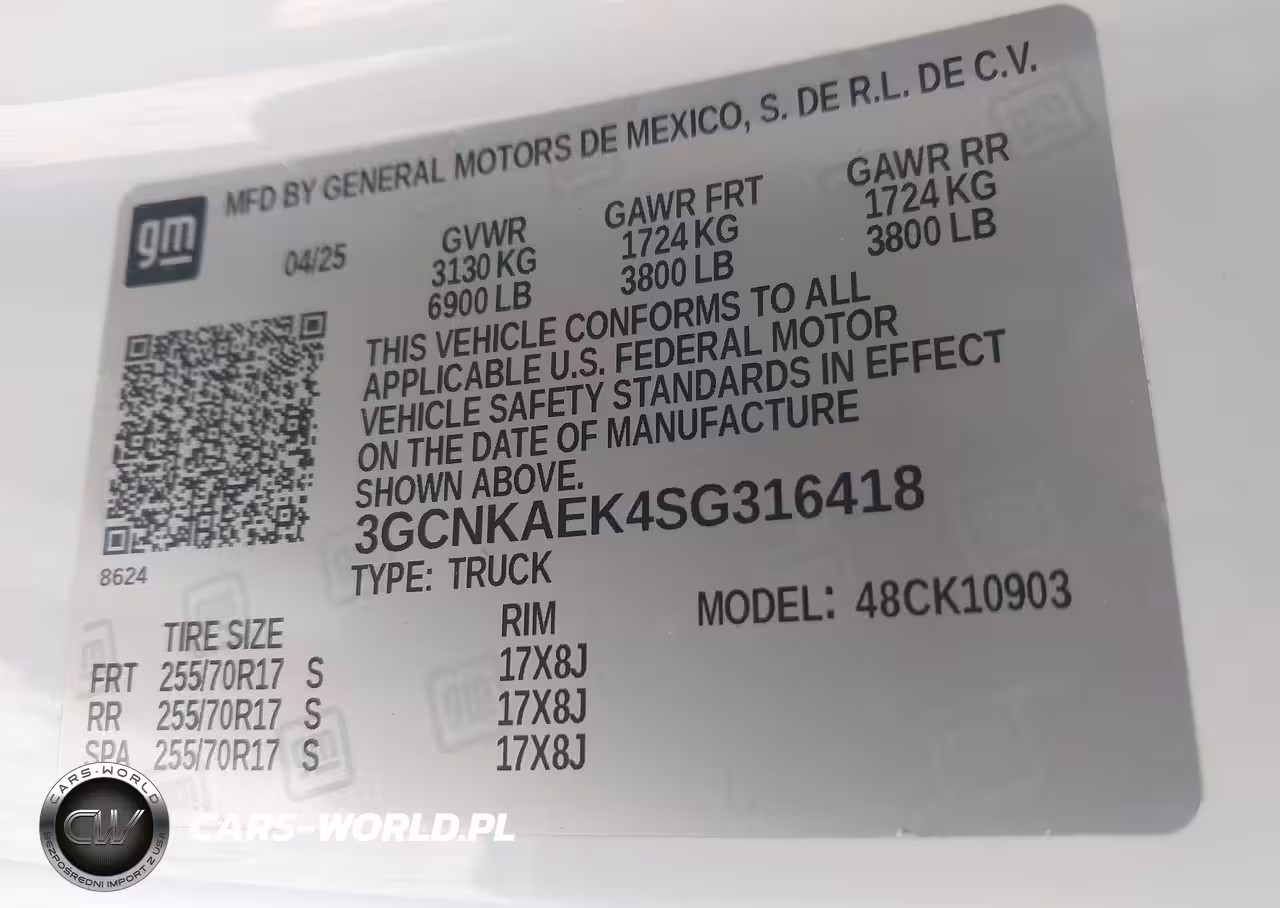 MFD BY GENERAL MOTORS DE MEXICO, S. DE R.L. DE C.V.
gm
04/25
GVWR GAWR FRT GAWR RR
3130 KG 1724 KG 1724 KG
6900 LB 3800 LB 3800 LB
THIS VEHICLE CONFORMS TO ALL
APPLICABLE U.S. FEDERAL MOTOR
VEHICLE SAFETY STANDARDS IN EFFECT
ON THE DATE OF MANUFACTURE
SHOWN ABOVE.
3GCNKAEK4SG316418
8624
TYPE: TRUCK
MODEL: 48CK10903
TIRE SIZE RIM
FRT 255/70R17 S 17X8J
RR 255/70R17 S 17X8J
SPA 255/70R17 S 17X8J
CARS-WORLD
CW
BEZPOŚREDNI IMPORT Z USA
CARS-WORLD.PL